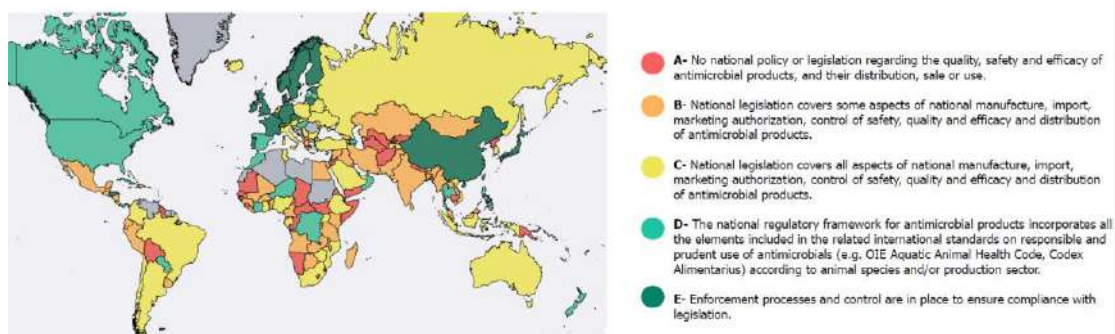 A- No national policy or legislation regarding the quality, safety and efficacy of
antimicrobial products, and their distribution, sale or use.
B- National legislation covers some aspects of national manufacture, import,
marketing authorization, control of safety, quality and efficacy and distribution
of antimicrobial products.
C- National legislation covers all aspects of national manufacture, import,
marketing authorization, control of safety, quality and efficacy and distribution
of antimicrobial products.
D- The national regulatory framework for antimicrobial products incorporates all
the elements included in the related international standards on responsible and
prudent use of antimicrobials (e.g. OIE Aquatic Animal Health Code, Codex
Alimentarius) according to animal species and/or production sector.
E- Enforcement processes and control are in place to ensure compliance with
legislation.